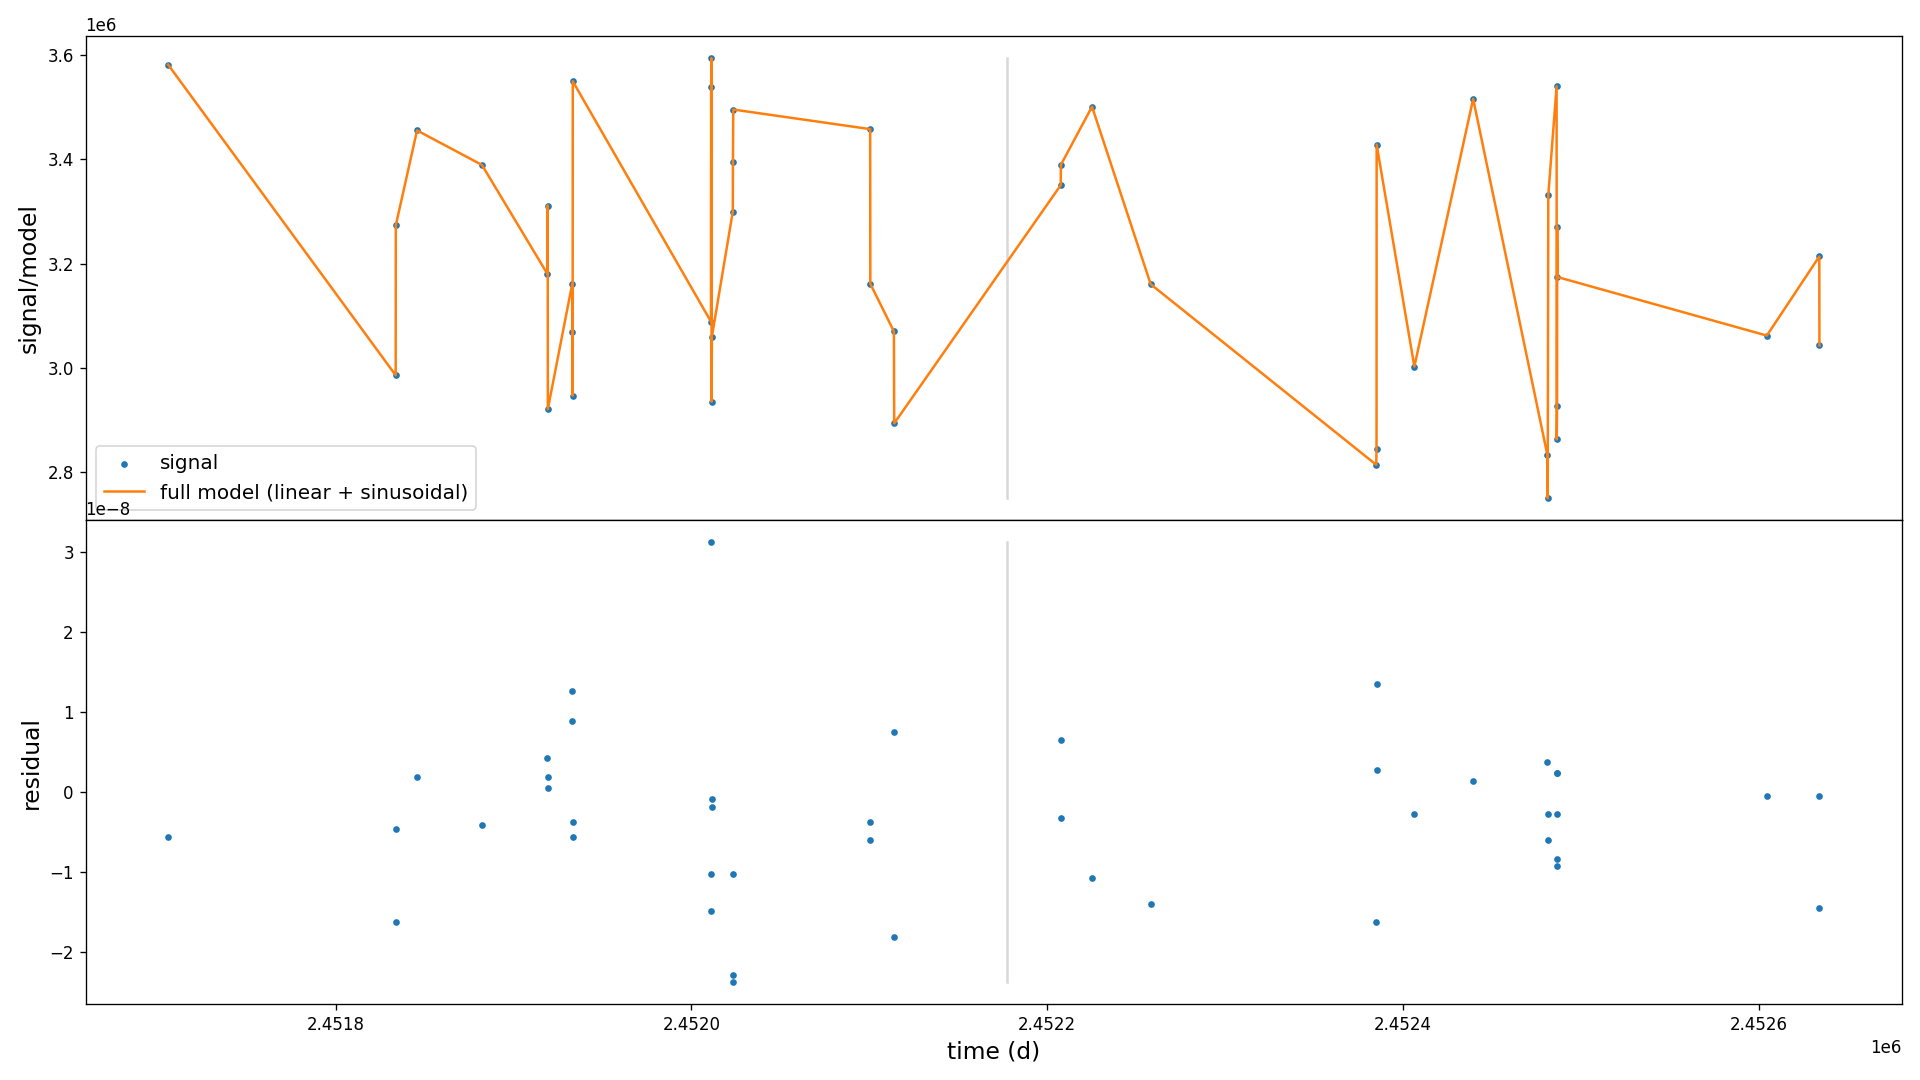 1e6
3.6
3.4
3.2
3.0
2.8
signal/model
signal
full model (linear + sinusoidal)
1e−8
3
2
1
0
−1
−2
residual
2.4518
2.4520
2.4522
2.4524
2.4526
time (d)
1e6